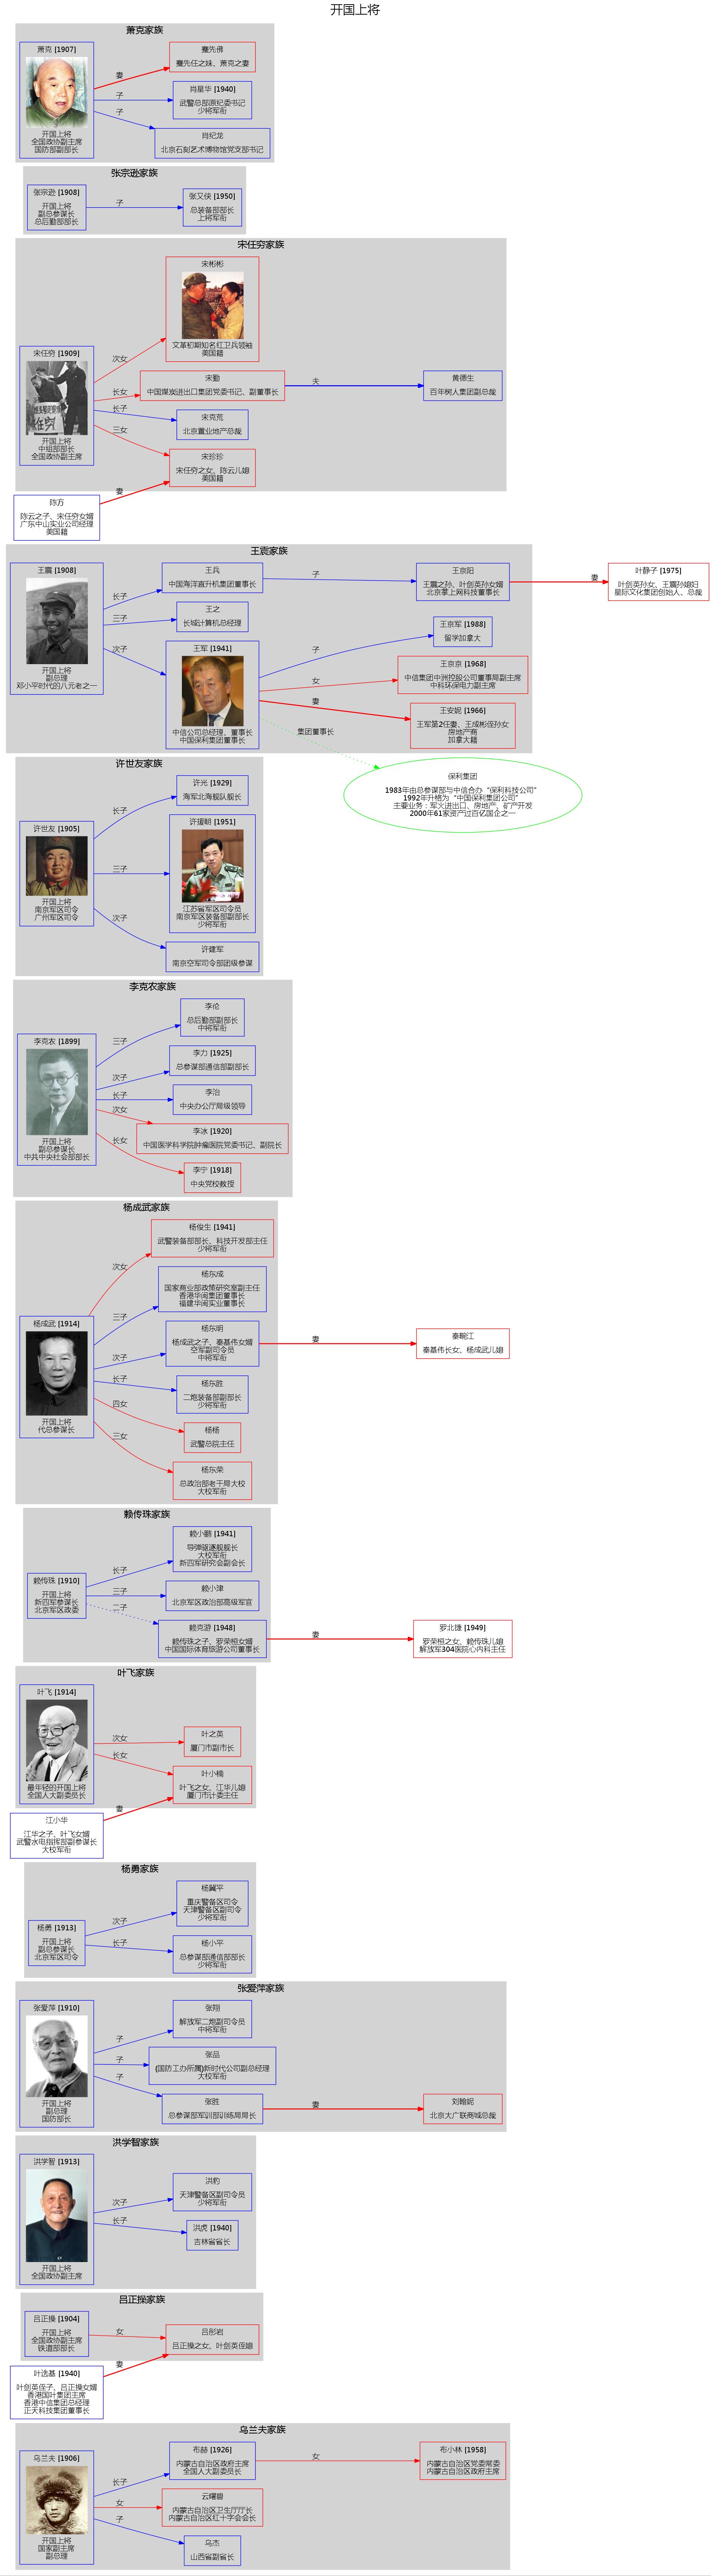 开国上将
萧克家族
萧克 [1907]
开国上将
全国政协副主席
国防部副部长
妻
子
子
蹇先佛
蹇先任之妹、萧克之妻
肖星华 [1940]
武警总部原纪委书记
少将军衔
肖纪龙
北京石刻艺术博物馆党支部书记
张宗逊家族
张宗逊 [1908]
开国上将
副总参谋长
总后勤部部长
子
张又侠 [1950]
总装备部部长
上将军衔
宋任穷家族
宋任穷 [1909]
开国上将
中组部部长
全国政协副主席
次女
长女
长子
三女
宋彬彬
文革初期知名红卫兵领袖
美国籍
宋勤
中国煤炭进出口集团党委书记、副董事长
夫
黄德生
百年树人集团副总裁
宋克荒
北京置业地产总裁
宋珍珍
宋任穷之女、陈云儿媳
美国籍
陈方
陈云之子、宋任穷女婿
广东中山实业公司经理
美国籍
妻
王震家族
王震 [1908]
开国上将
副总理
邓小平时代的八元老之一
长子
三子
次子
王兵
中国海洋直升机集团董事长
子
王京阳
王震之孙、叶剑英孙女婿
北京掌上网科技董事长
妻
叶静子 [1975]
叶剑英孙女、王震孙媳妇
星际文化集团创始人、总裁
王之
长城计算机总经理
王军 [1941]
中信公司总经理、董事长
中国保利集团董事长
子
女
妻
集团董事长
王京军 [1988]
留学加拿大
王京京 [1968]
中信集团中洲控股公司董事局副主席
中科环保电力副主席
王安妮 [1966]
王军第2任妻、王成彬侄孙女
房地产商
加拿大籍
保利集团
1983年由总参谋部与中信合办“保利科技公司”
1992年升格为“中国保利集团公司”
主要业务：军火进出口、房地产、矿产开发
2000年61家资产过百亿国企之一
许世友家族
许世友 [1905]
开国上将
南京军区司令
广州军区司令
长子
三子
次子
许光 [1929]
海军北海舰队舰长
许援朝 [1951]
江苏省军区司令员
南京军区装备部副部长
少将军衔
许建军
南京空军司令部团级参谋
李克农家族
李克农 [1899]
开国上将
副总参谋长
中共中央社会部部长
三子
次子
长子
次女
长女
李伦
总后勤部副部长
中将军衔
李力 [1925]
总参谋部通信部副部长
李治
中央办公厅局级领导
李冰 [1920]
中国医学科学院肿瘤医院党委书记、副院长
李宁 [1918]
中央党校教授
杨成武家族
杨成武 [1914]
开国上将
代总参谋长
次女
三子
次子
长子
四女
三女
杨俊生 [1941]
武警装备部部长、科技开发部主任
少将军衔
杨东成
国家商业部政策研究室副主任
香港华闽集团董事长
福建华闽实业董事长
杨东明
杨成武之子、秦基伟女婿
空军副司令员
中将军衔
妻
秦畹江
秦基伟长女、杨成武儿媳
杨东胜
二炮装备部副部长
少将军衔
杨杨
武警总院主任
杨东荣
总政治部老干局大校
大校军衔
赖传珠家族
赖传珠 [1910]
开国上将
新四军参谋长
北京军区政委
长子
三子
二子
赖小鹏 [1941]
导弹驱逐舰舰长
大校军衔
新四军研究会副会长
赖小津
北京军区政治部高级军官
赖克游 [1948]
赖传珠之子、罗荣桓女婿
中国国际体育旅游公司董事长
妻
罗北捷 [1949]
罗荣桓之女、赖传珠儿媳
解放军304医院心内科主任
叶飞家族
叶飞 [1914]
最年轻的开国上将
全国人大副委员长
次女
长女
叶之英
厦门市副市长
叶小楠
叶飞之女、江华儿媳
厦门市计委主任
江小华
江华之子、叶飞女婿
武警水电指挥部副参谋长
大校军衔
妻
杨勇家族
杨勇 [1913]
开国上将
副总参谋长
北京军区司令
次子
长子
杨冀平
重庆警备区司令
天津警备区副司令
少将军衔
杨小平
总参谋部通信部部长
少将军衔
张爱萍家族
张爱萍 [1910]
开国上将
副总理
国防部长
子
子
子
张翔
解放军二炮副司令员
中将军衔
张品
(国防工办所属)新时代公司副总经理
大校军衔
张胜
总参谋部军训部训练局局长
妻
刘翰妮
北京大广联商城总裁
洪学智家族
洪学智 [1913]
开国上将
全国政协副主席
次子
长子
洪豹
天津警备区副司令员
少将军衔
洪虎 [1940]
吉林省省长
吕正操家族
吕正操 [1904]
开国上将
全国政协副主席
铁道部部长
女
吕彤岩
吕正操之女、叶剑英侄媳
叶选基 [1940]
叶剑英侄子、吕正操女婿
香港国叶集团主席
香港中信集团总经理
正天科技集团董事长
妻
乌兰夫家族
乌兰夫 [1906]
开国上将
国家副主席
副总理
长子
女
子
布赫 [1926]
内蒙古自治区政府主席
全国人大副委员长
女
布小林 [1958]
内蒙古自治区党委常委
内蒙古自治区政府主席
云曙碧
内蒙古自治区卫生厅厅长
内蒙古自治区红十字会会长
乌杰
山西省副省长